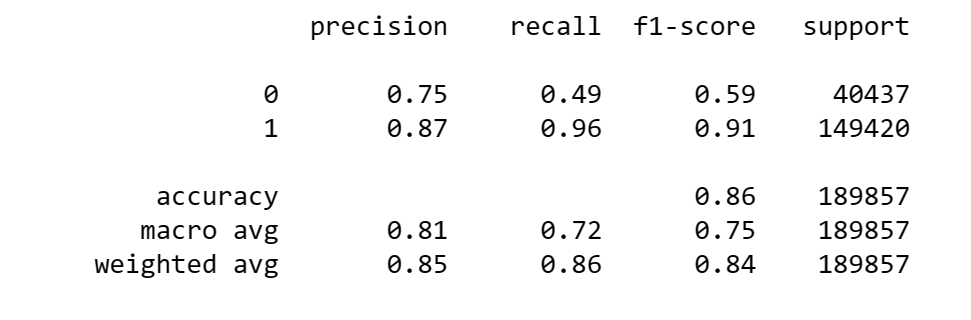 precision recall f1-score support
0 0.75 0.49 0.59 40437
1 0.87 0.96 0.91 149420
accuracy 0.86 189857
macro avg 0.81 0.72 0.75 189857
weighted avg 0.85 0.86 0.84 189857